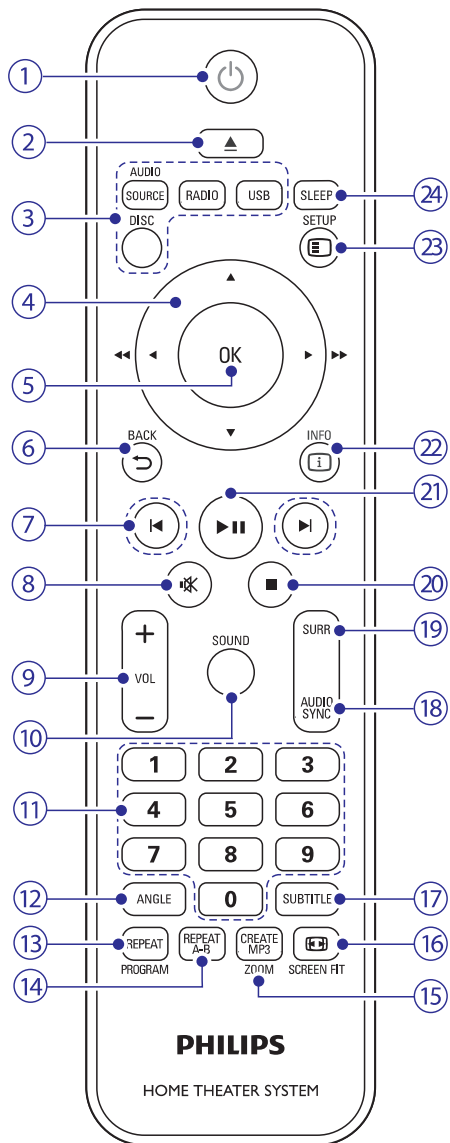 1
2
AUDIO
SOURCE RADIO USB SLEEP 24
3 DISC SETUP 23
4
OK
5
6 BACK INFO 22
i
21
7
8 20
+ SURR 19
9 VOL SOUND
− AUDIO
SYNC 18
10
1 2 3
11 4 5 6
7 8 9
12 ANGLE 0 SUBTITLE 17
13 REPEAT REPEAT
A-B CREATE
MP3 16
PROGRAM 14 ZOOM SCREEN FIT
15
PHILIPS
HOME THEATER SYSTEM